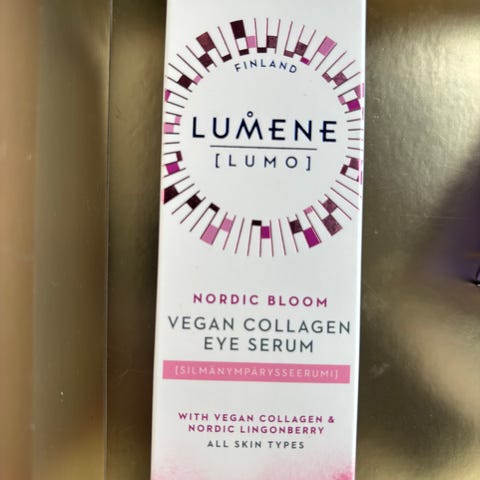 FINLAND
LUMENE
[LUMO]
NORDIC BLOOM
VEGAN COLLAGEN
EYE SERUM
[SILMÄNYMPÄRYSSEERUMI]
WITH VEGAN COLLAGEN &
NORDIC LINGONBERRY
ALL SKIN TYPES